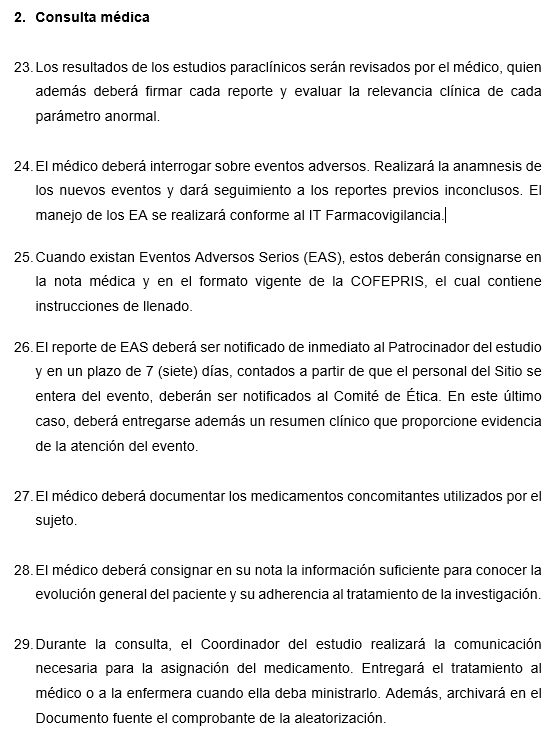 2. Consulta médica
23. Los resultados de los estudios paraclínicos serán revisados por el médico, quien
además deberá firmar cada reporte y evaluar la relevancia clínica de cada
parámetro anormal.
24. El médico deberá interrogar sobre eventos adversos. Realizará la anamnesis de
los nuevos eventos y dará seguimiento a los reportes previos inconclusos. El
manejo de los EA se realizará conforme al IT Farmacovigilancia.
25. Cuando existan Eventos Adversos Serios (EAS), estos deberán consignarse en
la nota médica y en el formato vigente de la COFEPRIS, el cual contiene
instrucciones de llenado.
26. El reporte de EAS deberá ser notificado de inmediato al Patrocinador del estudio
y en un plazo de 7 (siete) días, contados a partir de que el personal del Sitio se
entera del evento, deberán ser notificados al Comité de Ética. En este último
caso, deberá entregarse además un resumen clínico que proporcione evidencia
de la atención del evento.
27. El médico deberá documentar los medicamentos concomitantes utilizados por el
sujeto.
28. El médico deberá consignar en su nota la información suficiente para conocer la
evolución general del paciente y su adherencia al tratamiento de la investigación.
29. Durante la consulta, el Coordinador del estudio realizará la comunicación
necesaria para la asignación del medicamento. Entregará el tratamiento al
médico o a la enfermera cuando ella deba ministrarlo. Además, archivará en el
Documento fuente el comprobante de la aleatorización.